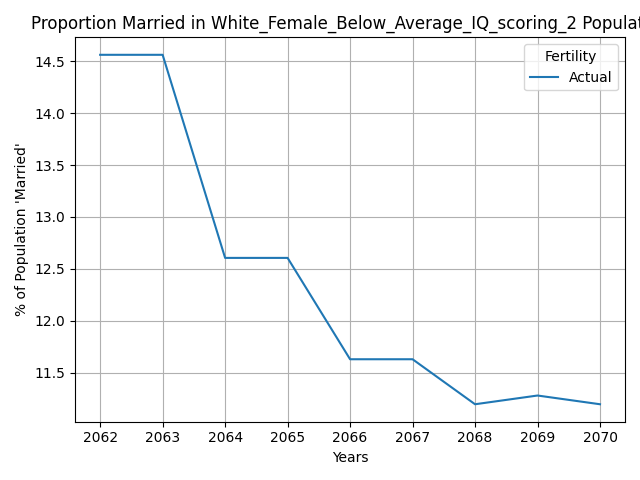 Proportion Married in White_Female_Below_Average_IQ_scoring_2 Populat
Fertility
Actual
14.5
14.0
13.5
13.0
12.5
12.0
11.5
% of Population 'Married'
2062 2063 2064 2065 2066 2067 2068 2069 2070
Years